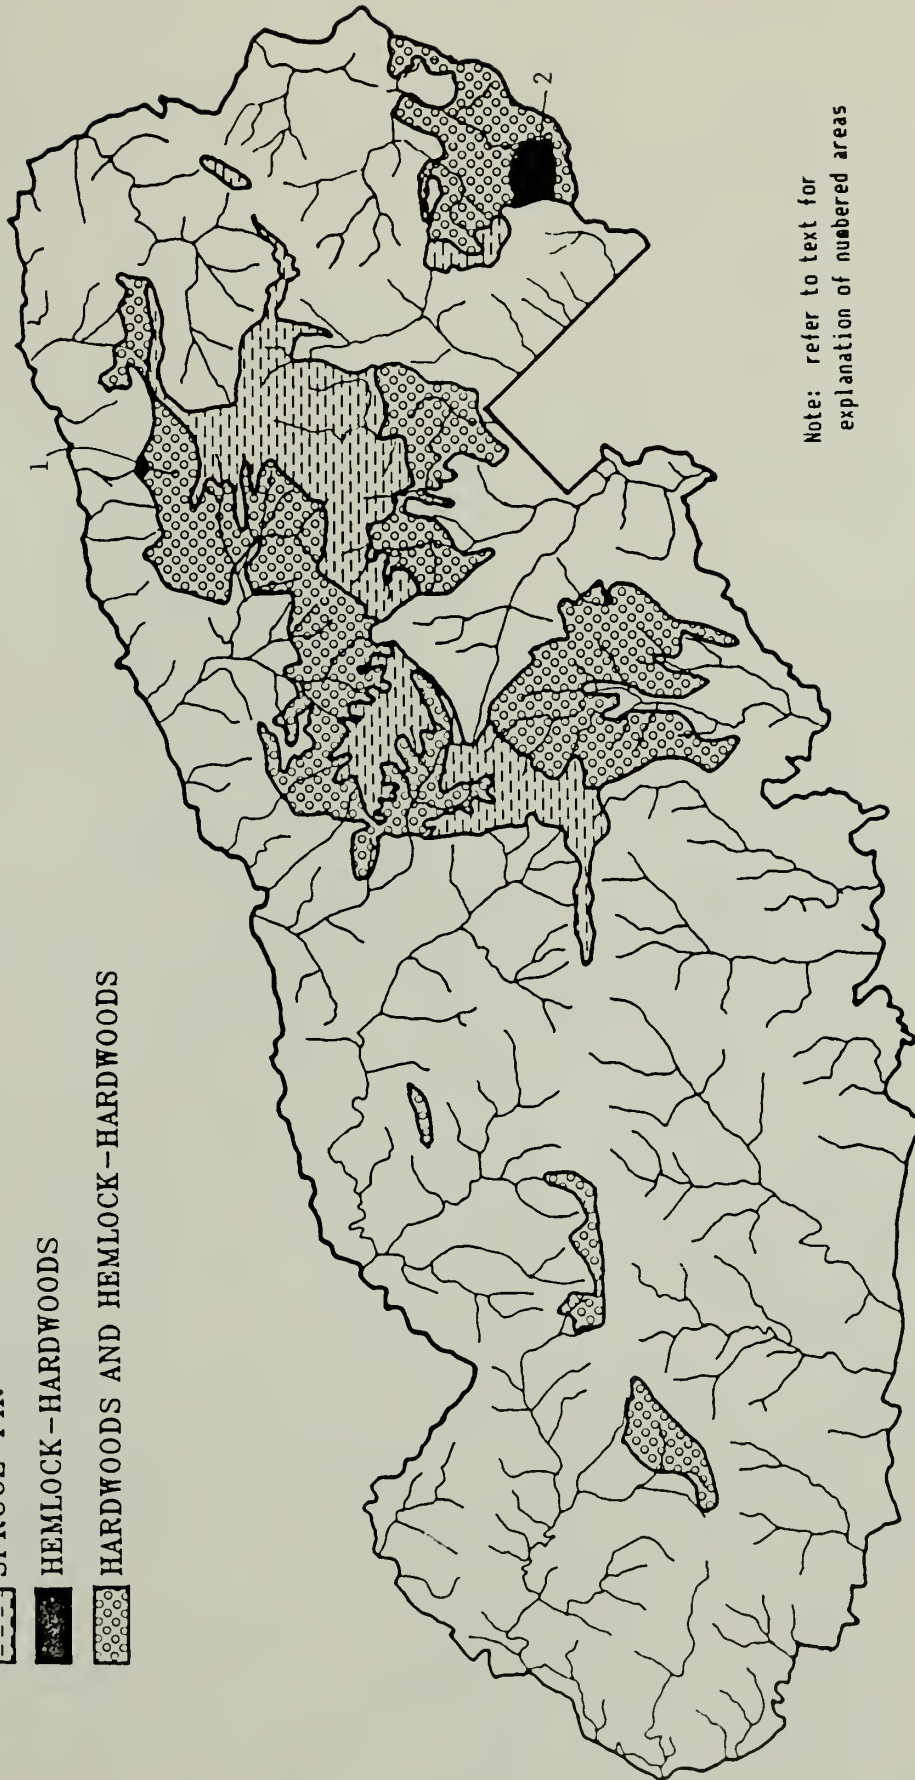 HEMLOCK-HARDWOODS
HARDWOODS AND HEMLOCK-HARDWOODS
1
2
Note: refer to text for
explanation of numbered areas